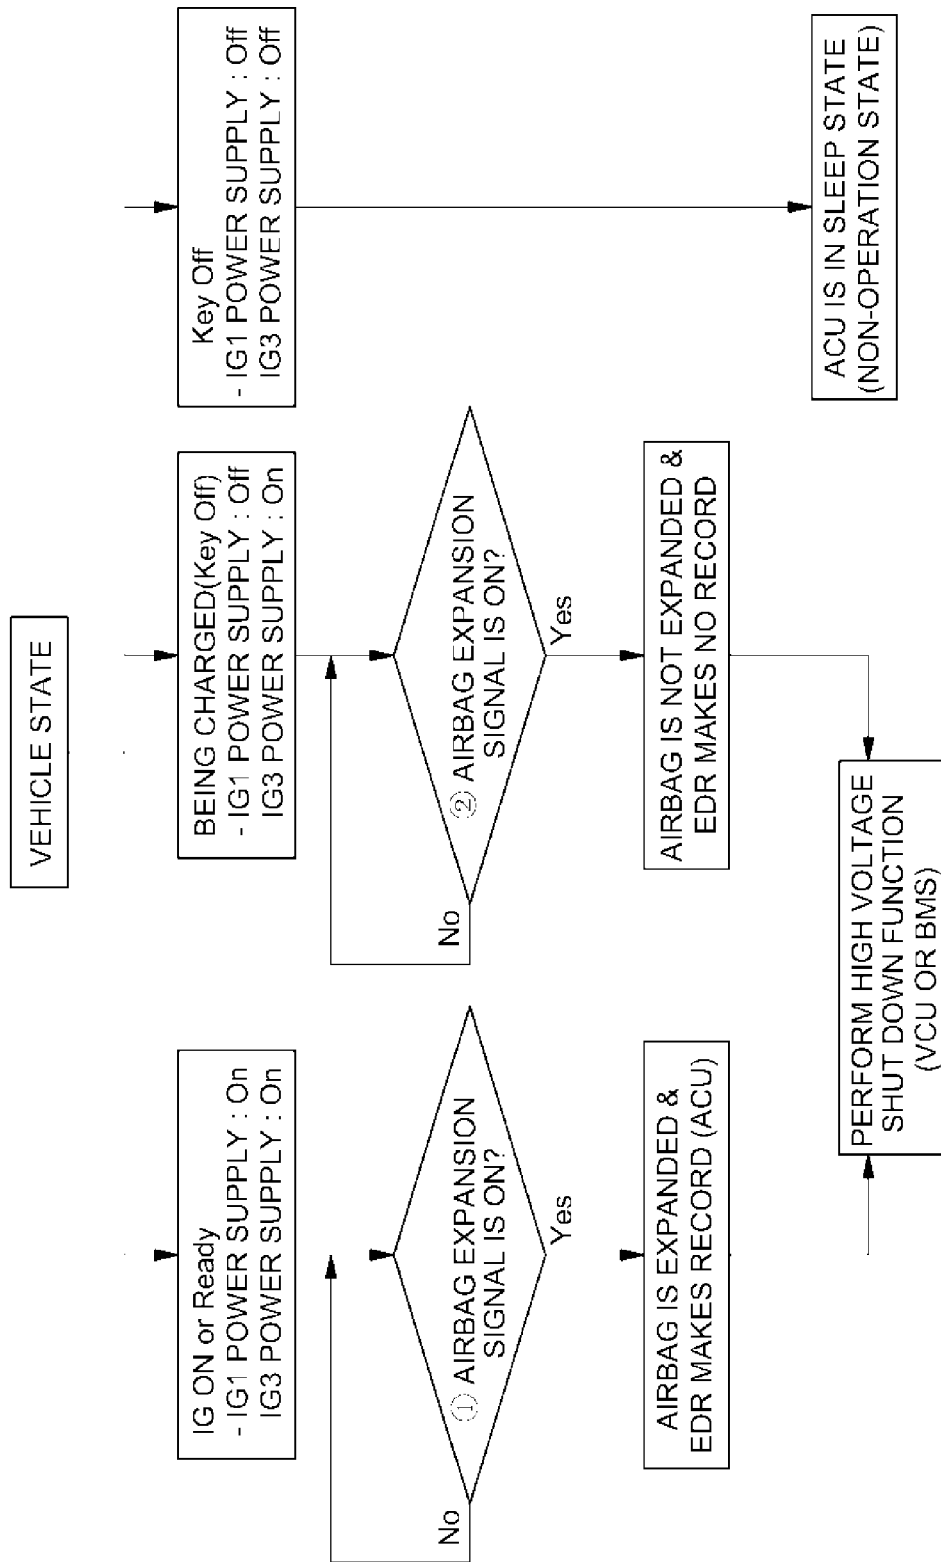 VEHICLE STATE
IG ON or Ready
- IG1 POWER SUPPLY : On
IG3 POWER SUPPLY : On
BEING CHARGED(Key Off)
- IG1 POWER SUPPLY : Off
IG3 POWER SUPPLY : On
Key Off
- IG1 POWER SUPPLY : Off
IG3 POWER SUPPLY : Off
No
① AIRBAG EXPANSION
SIGNAL IS ON?
Yes
No
② AIRBAG EXPANSION
SIGNAL IS ON?
Yes
AIRBAG IS EXPANDED &
EDR MAKES RECORD (ACU)
AIRBAG IS NOT EXPANDED &
EDR MAKES NO RECORD
PERFORM HIGH VOLTAGE
SHUT DOWN FUNCTION
(VCU OR BMS)
ACU IS IN SLEEP STATE
(NON-OPERATION STATE)